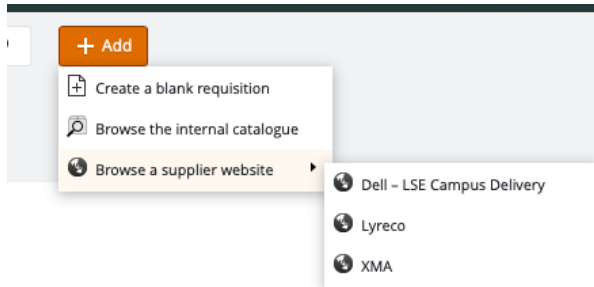 + Add
Create a blank requisition
Browse the internal catalogue
Browse a supplier website
Dell – LSE Campus Delivery
Lyreco
XMA